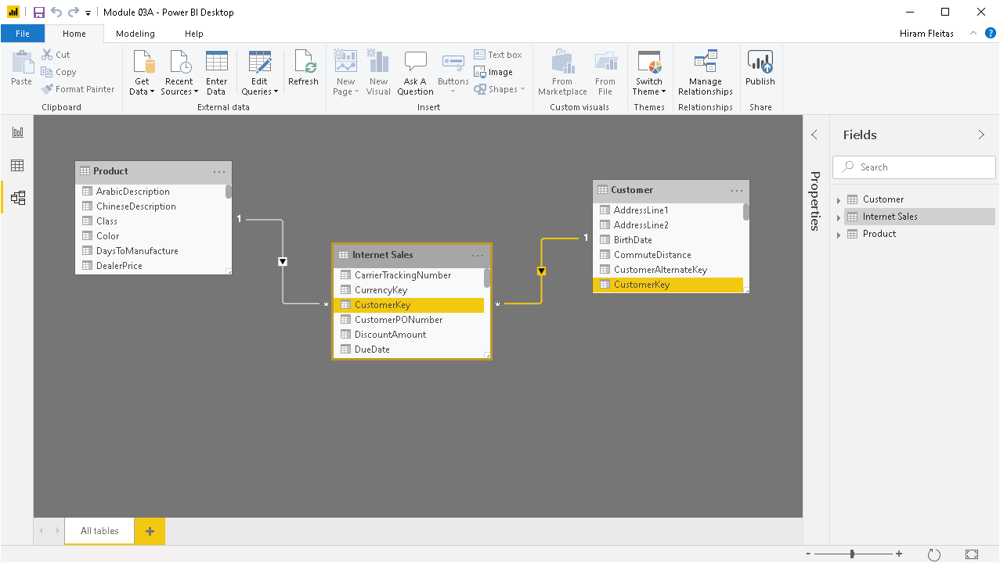 Module 03A - Power BI Desktop
File Home Modeling Help Hiram Fleitas ?
Paste
Cut
Copy
Format Painter
Clipboard
Get Data
Recent Sources
Enter Data
Edit Queries
Refresh
External data
New Page
New Visual
Ask A Question
Buttons
Text box
Image
Shapes
Insert
From Marketplace
From File
Custom visuals
Switch Theme
Themes
Manage Relationships
Relationships
Publish
Share
Product ...
ArabicDescription
ChineseDescription
Class
Color
DaysToManufacture
DealerPrice
1
*
Internet Sales ...
CarrierTrackingNumber
CurrencyKey
CustomerKey
CustomerPONumber
DiscountAmount
DueDate
*
1
Customer ...
AddressLine1
AddressLine2
BirthDate
CommuteDistance
CustomerAlternateKey
CustomerKey
Properties
Fields
Search
Customer
Internet Sales
Product
All tables +
- +